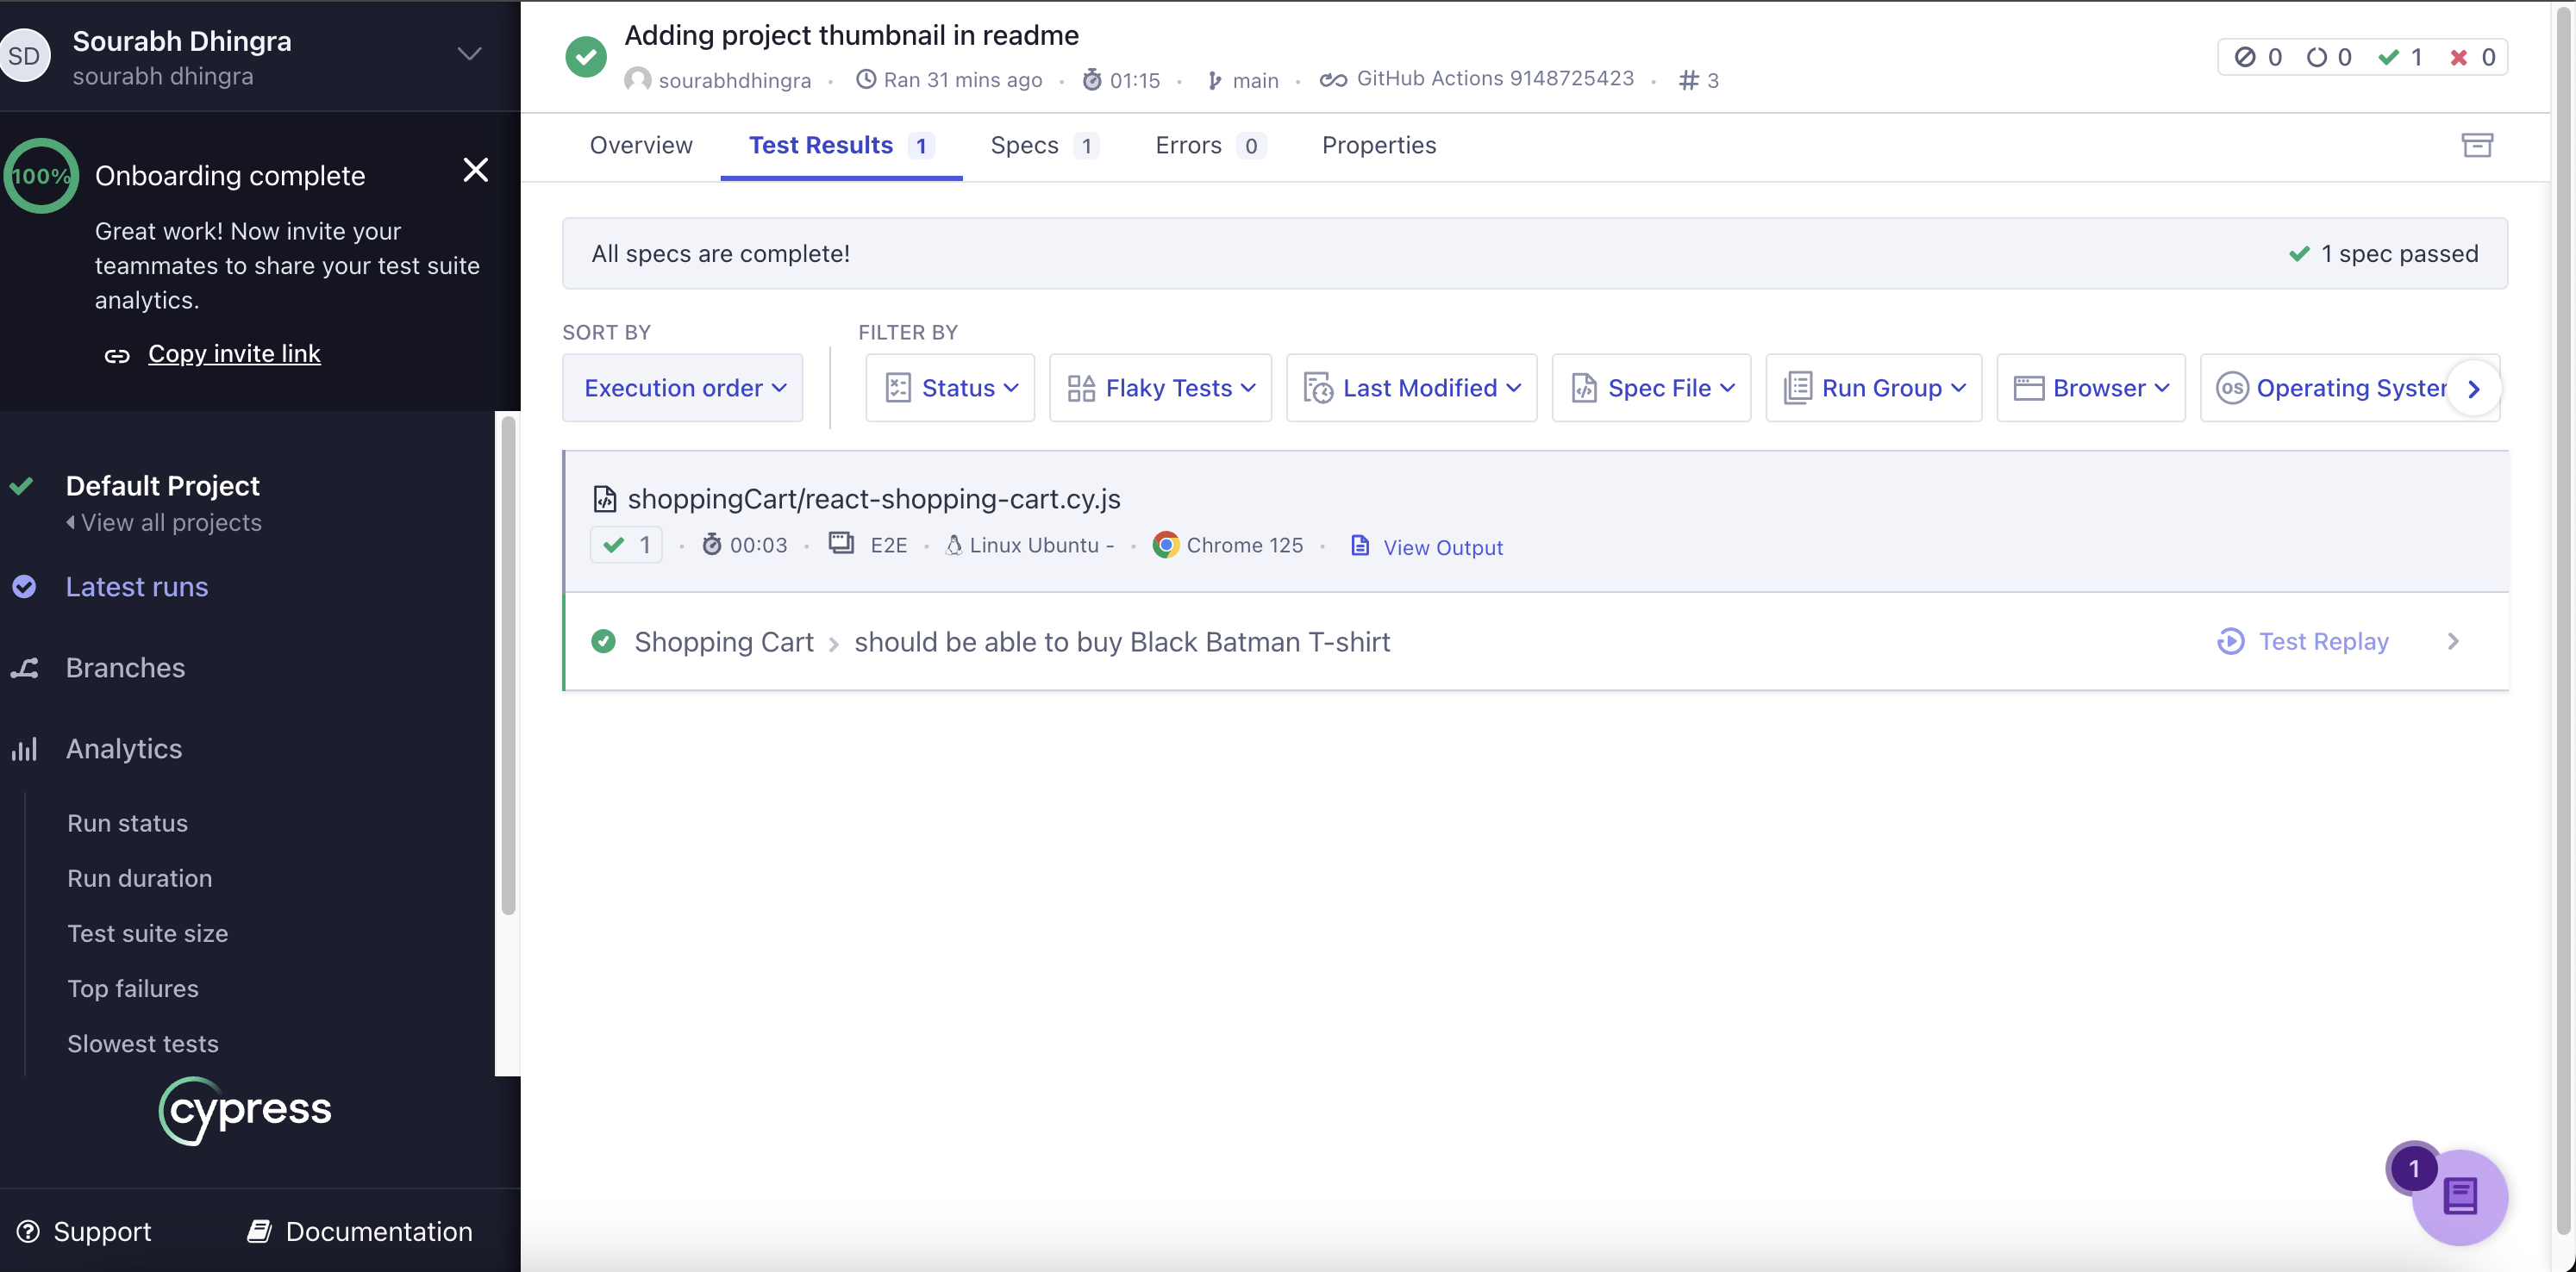 SD
Sourabh Dhingra
sourabh dhingra
100%
Onboarding complete
Great work! Now invite your
teammates to share your test suite
analytics.
Copy invite link
Default Project
View all projects
Latest runs
Branches
Analytics
Run status
Run duration
Test suite size
Top failures
Slowest tests
cypress
Support
Documentation
Adding project thumbnail in readme
sourabhdhingra · Ran 31 mins ago · 01:15 · main · GitHub Actions 9148725423 · # 3
0 0 1 0
Overview Test Results 1 Specs 1 Errors 0 Properties
All specs are complete!
1 spec passed
SORT BY
FILTER BY
Execution order
Status
Flaky Tests
Last Modified
Spec File
Run Group
Browser
OS Operating System
shoppingCart/react-shopping-cart.cy.js
1 · 00:03 · E2E · Linux Ubuntu - · Chrome 125 · View Output
Shopping Cart > should be able to buy Black Batman T-shirt
Test Replay
1